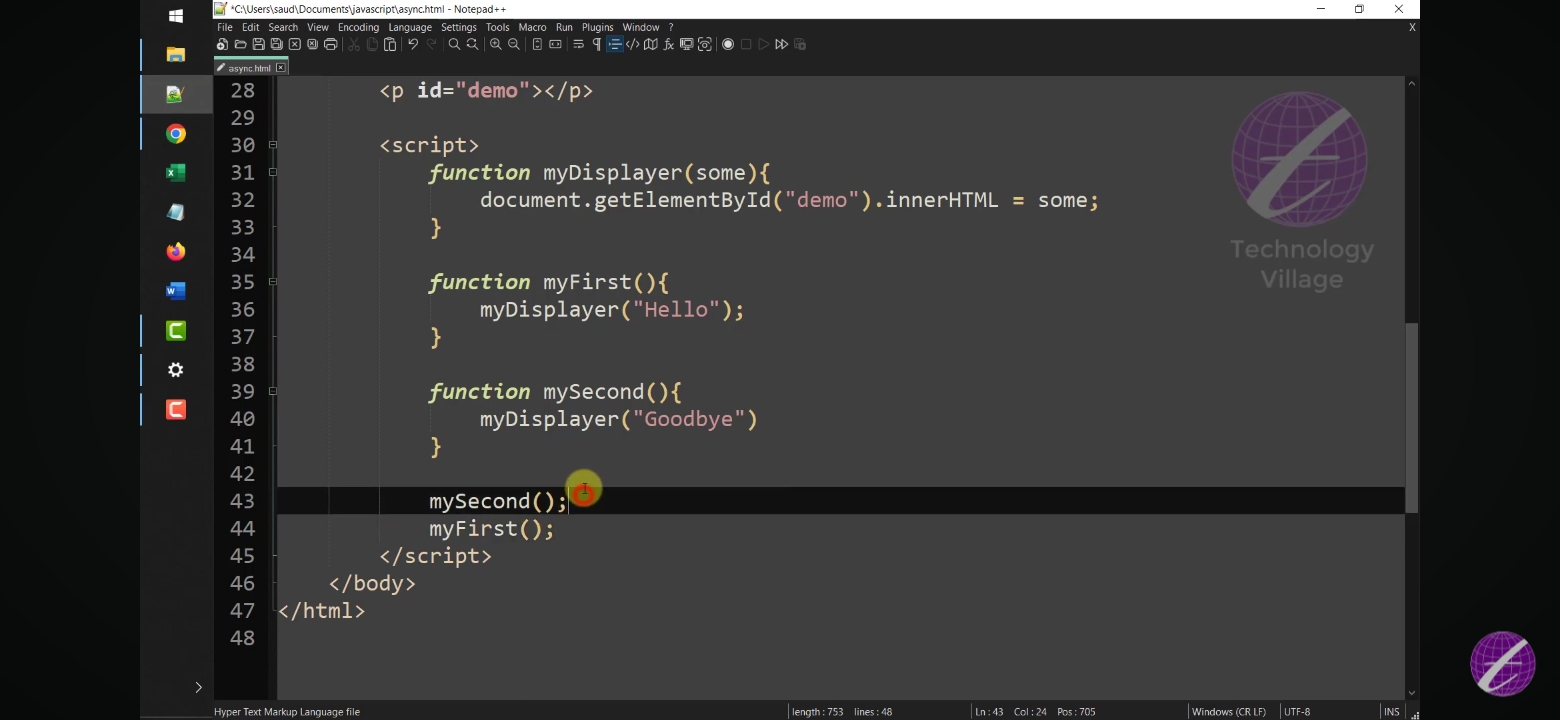 *C:\Users\saud\Documents\javascript\async.html - Notepad++
File Edit Search View Encoding Language Settings Tools Macro Run Plugins Window ? X
async.html
28 <p id="demo"></p>
29
30 <script>
31 function myDisplayer(some){
32 document.getElementById("demo").innerHTML = some;
33 }
34
35 function myFirst(){
36 myDisplayer("Hello");
37 }
38
39 function mySecond(){
40 myDisplayer("Goodbye")
41 }
42
43 mySecond();
44 myFirst();
45 </script>
46 </body>
47 </html>
48
Technology
Village
Hyper Text Markup Language file length : 753 lines : 48 Ln : 43 Col : 24 Pos : 705 Windows (CR LF) UTF-8 INS